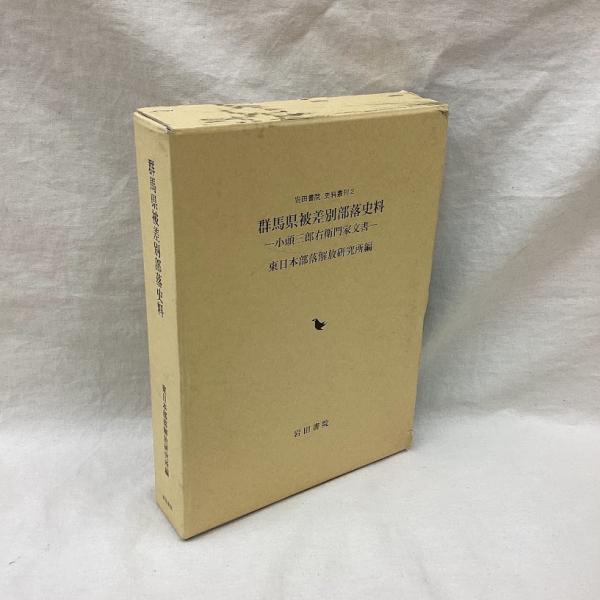 岩田書院 史料叢刊2
群馬県被差別部落史料
―小頭三郎右衛門家文書―
東日本部落解放研究所編
岩田書院
群馬県被差別部落史料
東日本部落解放研究所編